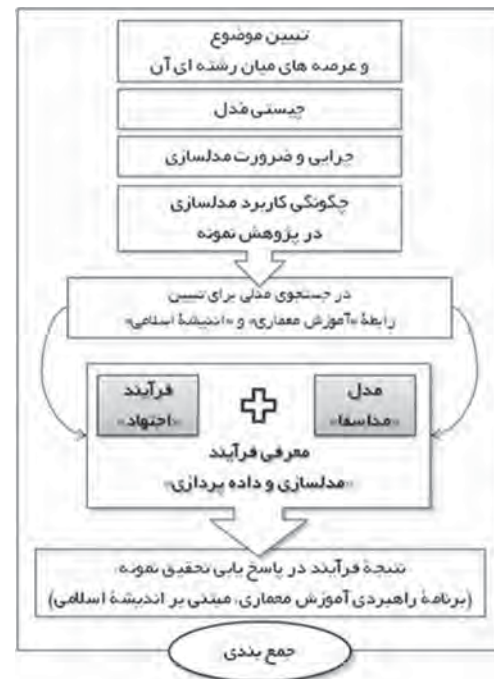 تبیین موضوع
و عرصه های میان رشته ای آن
چیستی مدل
چرایی و ضرورت مدلسازی
چگونگی کاربرد مدلسازی
در پژوهش نمونه
در جستجوی مدلی برای تبیین
رابطهٔ «آموزش معماری» و «اندیشهٔ اسلامی»
مدل
«مداسفا»
فرآیند
«اجتهاد»
معرفی فرآیند
«مدلسازی و داده پردازی»
نتیجهٔ فرآیند در پاسخ یابی تحقیق نمونه:
(برنامهٔ راهبردی آموزش معماری، مبتنی بر اندیشهٔ اسلامی)
جمع بندی